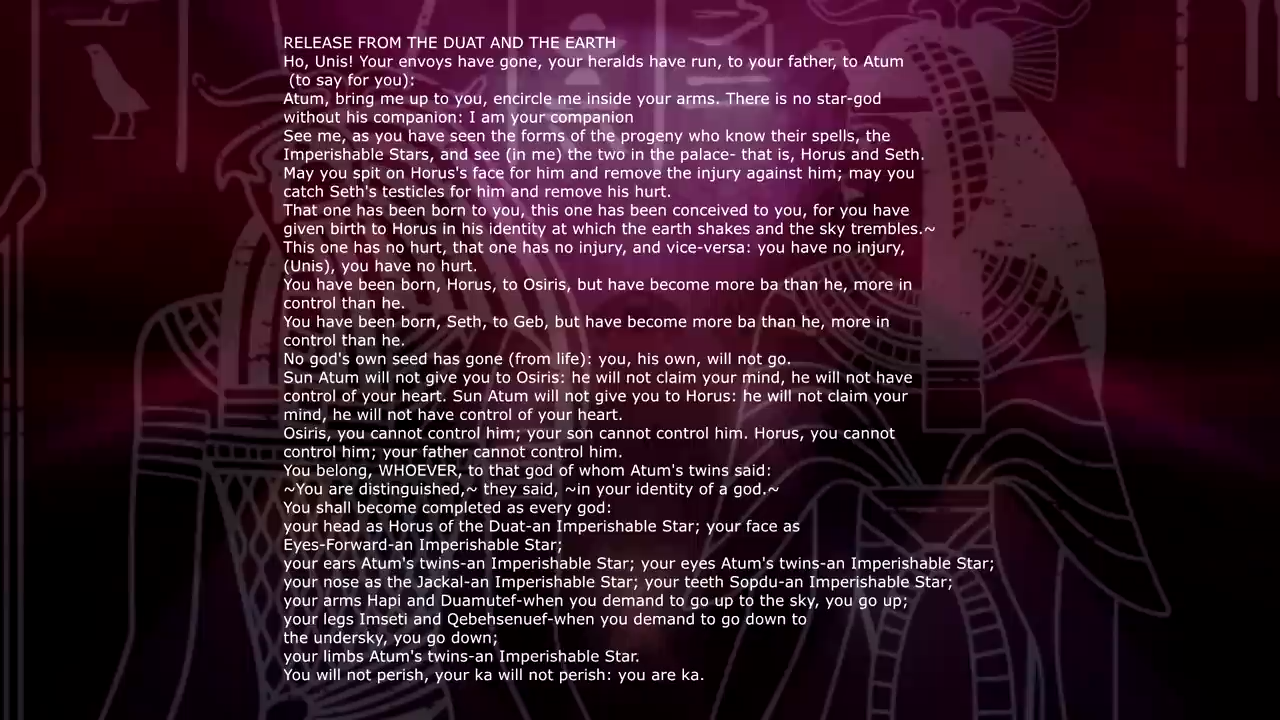 RELEASE FROM THE DUAT AND THE EARTH
Ho, Unis! Your envoys have gone, your heralds have run, to your father, to Atum
(to say for you):
Atum, bring me up to you, encircle me inside your arms. There is no star-god
without his companion: I am your companion
See me, as you have seen the forms of the progeny who know their spells, the
Imperishable Stars, and see (in me) the two in the palace- that is, Horus and Seth.
May you spit on Horus's face for him and remove the injury against him; may you
catch Seth's testicles for him and remove his hurt.
That one has been born to you, this one has been conceived to you, for you have
given birth to Horus in his identity at which the earth shakes and the sky trembles.~
This one has no hurt, that one has no injury, and vice-versa: you have no injury,
(Unis), you have no hurt.
You have been born, Horus, to Osiris, but have become more ba than he, more in
control than he.
You have been born, Seth, to Geb, but have become more ba than he, more in
control than he.
No god's own seed has gone (from life): you, his own, will not go.
Sun Atum will not give you to Osiris: he will not claim your mind, he will not have
control of your heart. Sun Atum will not give you to Horus: he will not claim your
mind, he will not have control of your heart.
Osiris, you cannot control him; your son cannot control him. Horus, you cannot
control him; your father cannot control him.
You belong, WHOEVER, to that god of whom Atum's twins said:
~You are distinguished,~ they said, ~in your identity of a god.~
You shall become completed as every god:
your head as Horus of the Duat-an Imperishable Star; your face as
Eyes-Forward-an Imperishable Star;
your ears Atum's twins-an Imperishable Star; your eyes Atum's twins-an Imperishable Star;
your nose as the Jackal-an Imperishable Star; your teeth Sopdu-an Imperishable Star;
your arms Hapi and Duamutef-when you demand to go up to the sky, you go up;
your legs Imseti and Qebehsenuef-when you demand to go down to
the undersky, you go down;
your limbs Atum's twins-an Imperishable Star.
You will not perish, your ka will not perish: you are ka.